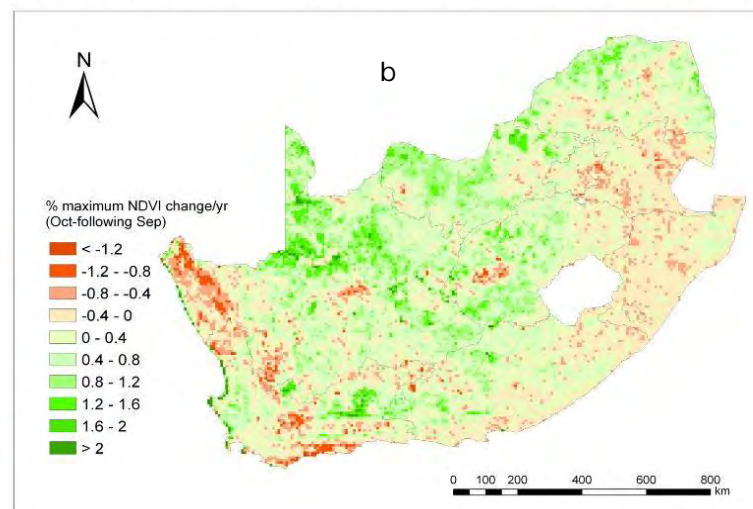 b
N
% maximum NDVI change/yr
(Oct-following Sep)
< -1.2
-1.2 - -0.8
-0.8 - -0.4
-0.4 - 0
0 - 0.4
0.4 - 0.8
0.8 - 1.2
1.2 - 1.6
1.6 - 2
> 2
0 100 200 400 600 800
km